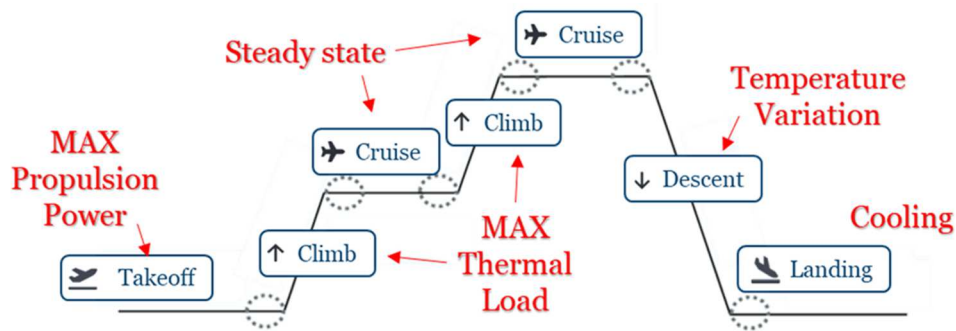 Cruise
Steady state
Temperature
Variation
Climb
MAX
Propulsion
Power
Cruise
Descent
Cooling
MAX
Thermal
Load
Climb
Takeoff
Landing